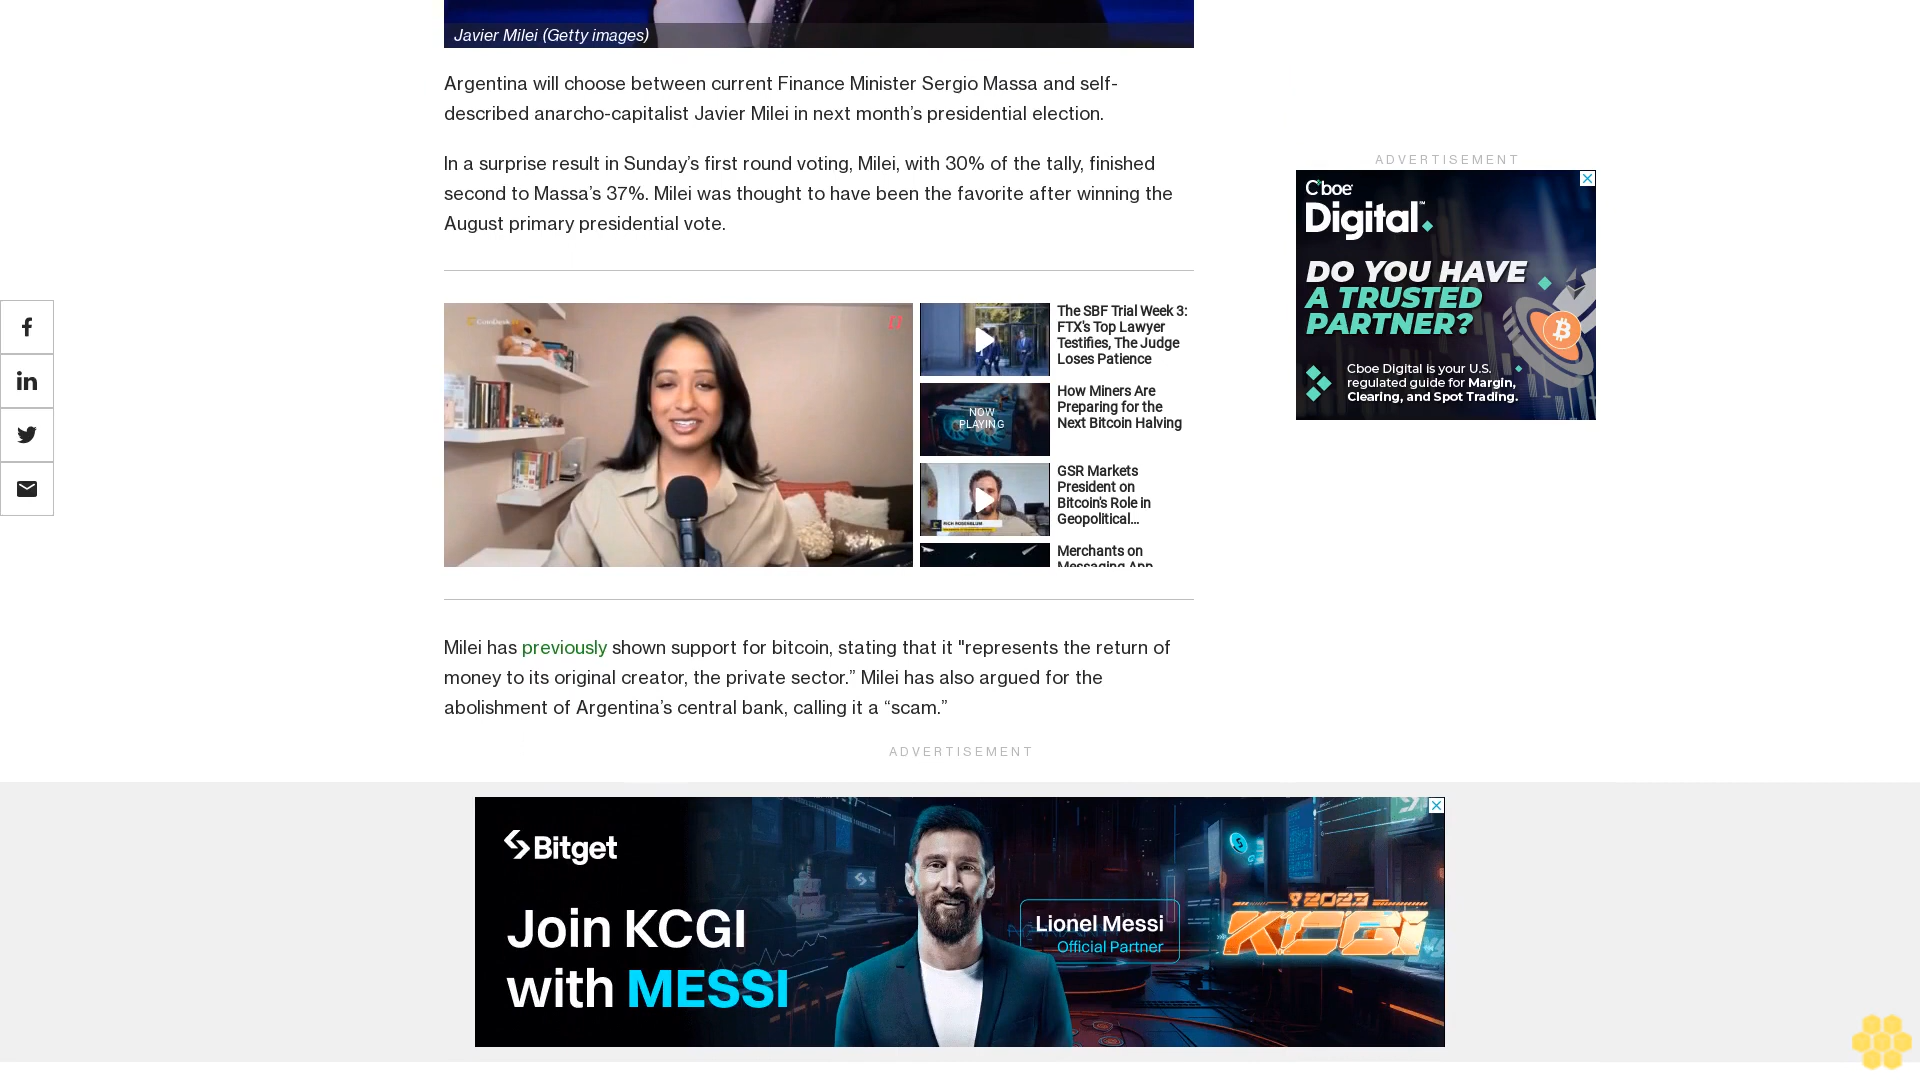 Javier Milei (Getty images)
Argentina will choose between current Finance Minister Sergio Massa and self-
described anarcho-capitalist Javier Milei in next month’s presidential election.
In a surprise result in Sunday’s first round voting, Milei, with 30% of the tally, finished
second to Massa’s 37%. Milei was thought to have been the favorite after winning the
August primary presidential vote.
ADVERTISEMENT
Cboe
Digital™
DO YOU HAVE
A TRUSTED
PARTNER?
Cboe Digital is your U.S.
regulated guide for Margin,
Clearing, and Spot Trading.
CoinDesk
The SBF Trial Week 3:
FTX's Top Lawyer
Testifies, The Judge
Loses Patience
NOW
PLAYING
How Miners Are
Preparing for the
Next Bitcoin Halving
RICH ROSENBLUM
GSR Markets
President on
Bitcoin's Role in
Geopolitical...
Merchants on
Messaging App
Milei has previously shown support for bitcoin, stating that it "represents the return of
money to its original creator, the private sector.” Milei has also argued for the
abolishment of Argentina’s central bank, calling it a “scam.”
ADVERTISEMENT
Bitget
Join KCGI
with MESSI
Lionel Messi
Official Partner
Y2023
KCGI